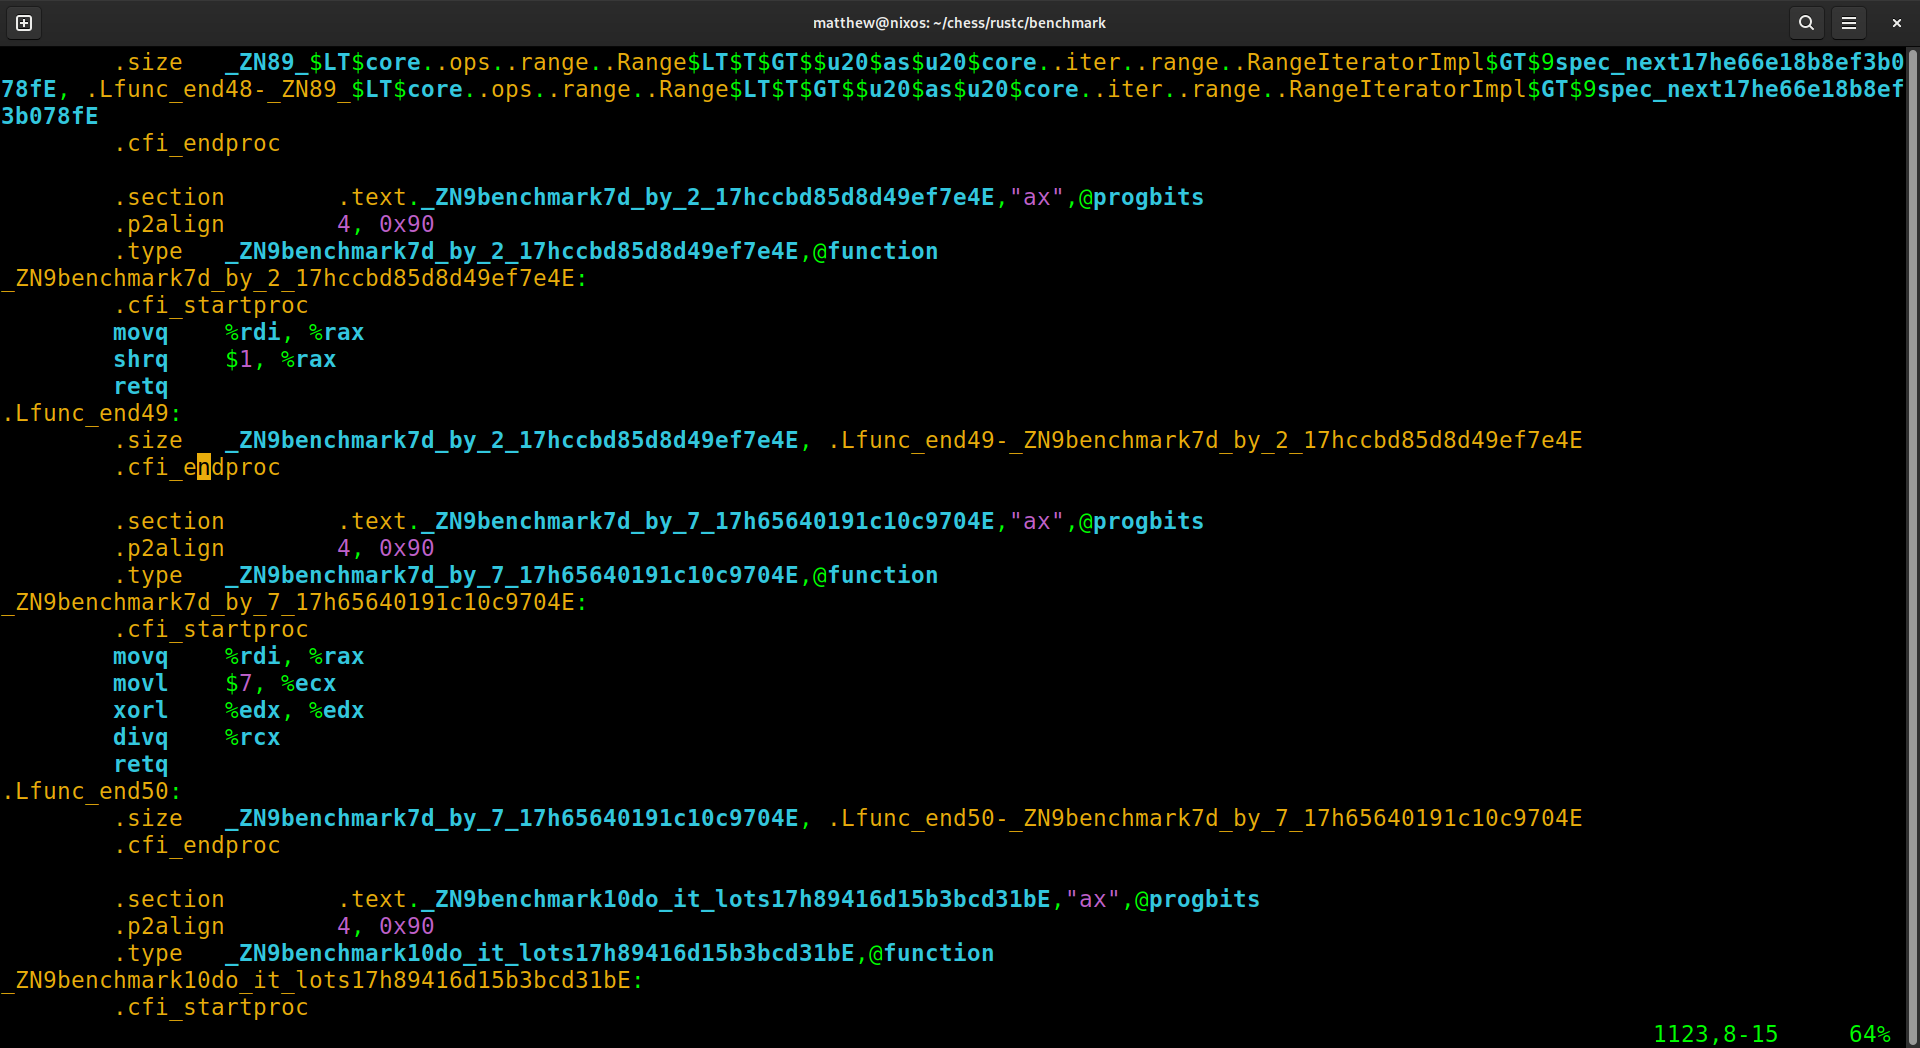 matthew@nixos: ~/chess/rustc/benchmark
.size _ZN89_$LT$core..ops..range..Range$LT$T$GT$$u20$as$u20$core..iter..range..RangeIteratorImpl$GT$9spec_next17he66e18b8ef3b0
78fE, .Lfunc_end48-_ZN89_$LT$core..ops..range..Range$LT$T$GT$$u20$as$u20$core..iter..range..RangeIteratorImpl$GT$9spec_next17he66e18b8ef
3b078fE
.cfi_endproc
.section .text._ZN9benchmark7d_by_2_17hccbd85d8d49ef7e4E,"ax",@progbits
.p2align 4, 0x90
.type _ZN9benchmark7d_by_2_17hccbd85d8d49ef7e4E,@function
_ZN9benchmark7d_by_2_17hccbd85d8d49ef7e4E:
.cfi_startproc
movq %rdi, %rax
shrq $1, %rax
retq
.Lfunc_end49:
.size _ZN9benchmark7d_by_2_17hccbd85d8d49ef7e4E, .Lfunc_end49-_ZN9benchmark7d_by_2_17hccbd85d8d49ef7e4E
.cfi_endproc
.section .text._ZN9benchmark7d_by_7_17h65640191c10c9704E,"ax",@progbits
.p2align 4, 0x90
.type _ZN9benchmark7d_by_7_17h65640191c10c9704E,@function
_ZN9benchmark7d_by_7_17h65640191c10c9704E:
.cfi_startproc
movq %rdi, %rax
movl $7, %ecx
xorl %edx, %edx
divq %rcx
retq
.Lfunc_end50:
.size _ZN9benchmark7d_by_7_17h65640191c10c9704E, .Lfunc_end50-_ZN9benchmark7d_by_7_17h65640191c10c9704E
.cfi_endproc
.section .text._ZN9benchmark10do_it_lots17h89416d15b3bcd31bE,"ax",@progbits
.p2align 4, 0x90
.type _ZN9benchmark10do_it_lots17h89416d15b3bcd31bE,@function
_ZN9benchmark10do_it_lots17h89416d15b3bcd31bE:
.cfi_startproc
1123,8-15 64%